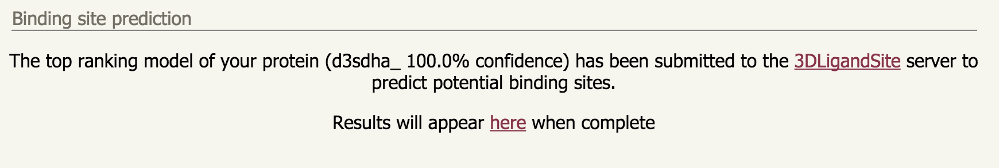 Binding site prediction
The top ranking model of your protein (d3sdha_ 100.0% confidence) has been submitted to the 3DLigandSite server to
predict potential binding sites.
Results will appear here when complete